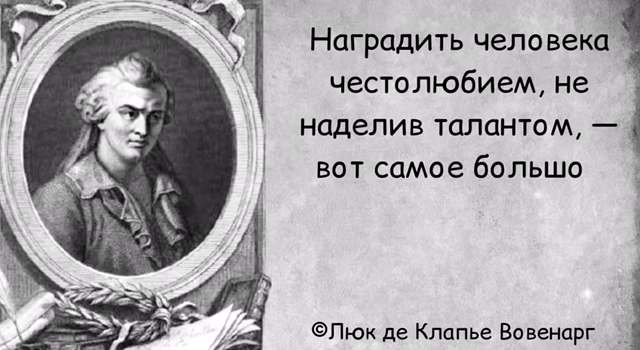 Наградить человека
честолюбием, не
наделив талантом, —
вот самое большо
©Люк де Клапье Вовенарг